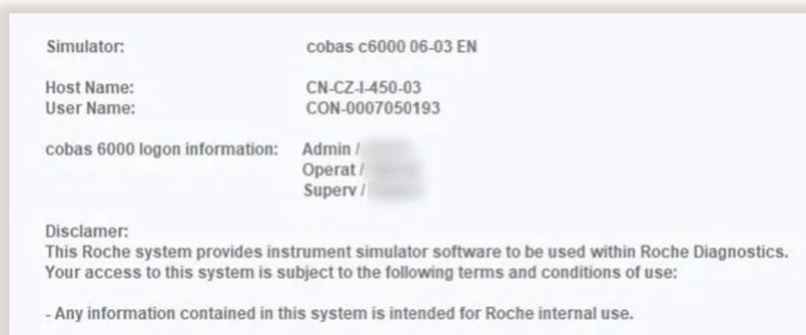 Simulator: cobas c6000 06-03 EN
Host Name: CN-CZ-I-450-03
User Name: CON-0007050193
cobas 6000 logon information: Admin /
Operat /
Superv /
Disclamer:
This Roche system provides instrument simulator software to be used within Roche Diagnostics.
Your access to this system is subject to the following terms and conditions of use:
- Any information contained in this system is intended for Roche internal use.